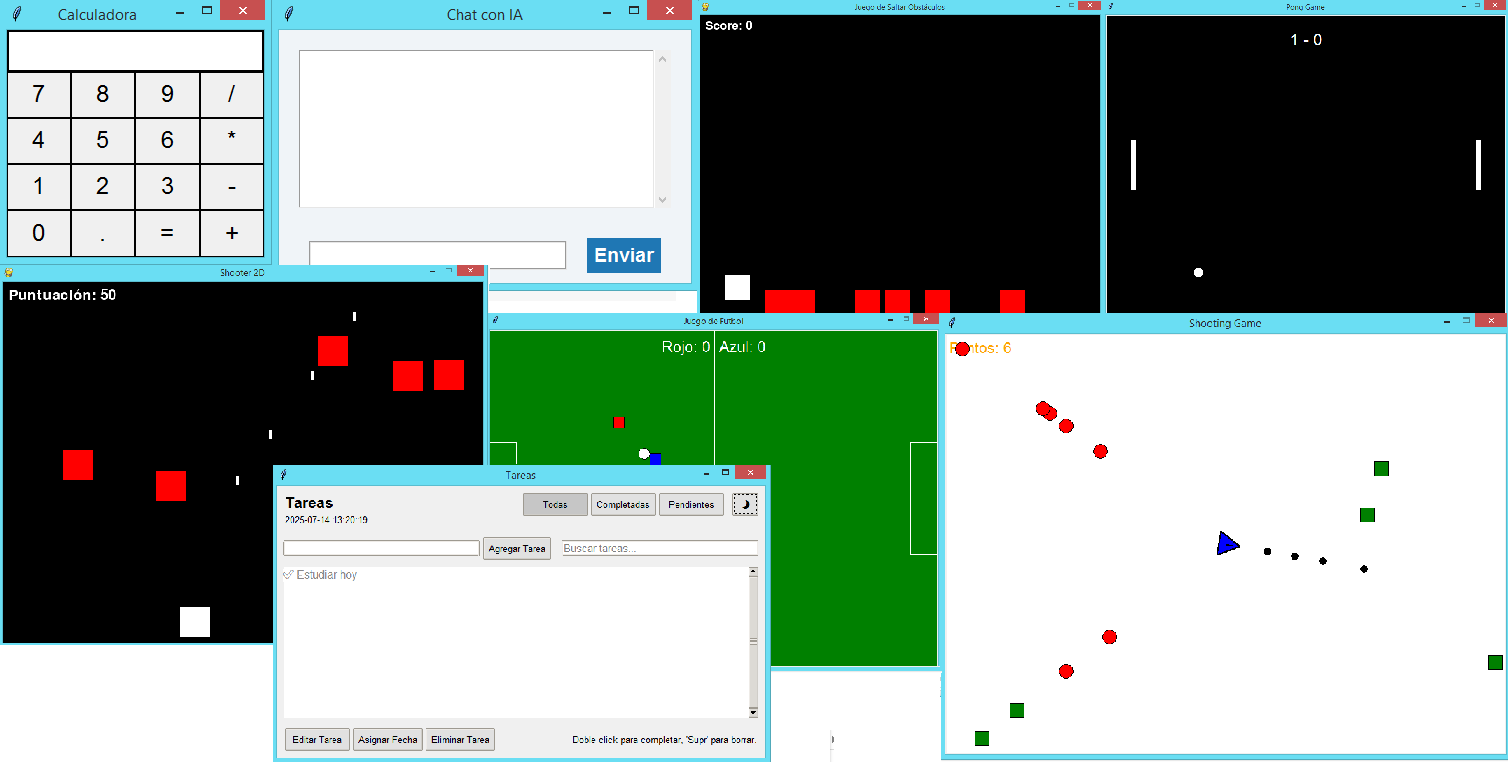 Calculadora
7 8 9 /
4 5 6 *
1 2 3 -
0 . = +
Chat con IA
Enviar
Juego de Saltar Obstáculos
Score: 0
Pong Game
1 - 0
Shooter 2D
Puntuación: 50
Juego de Futbol
Rojo: 0 Azul: 0
Shooting Game
Puntos: 6
Tareas
Tareas
2025-07-14 13:20:19
Todas Completadas Pendientes
Agregar Tarea Buscar tareas...
Estudiar hoy
Editar Tarea Asignar Fecha Eliminar Tarea Doble click para completar, 'Supr' para borrar.